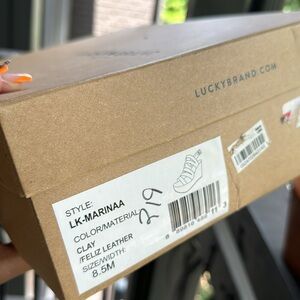 LUCKYBRAND.COM
STYLE:
LK-MARINAA
COLOR/MATERIAL
CLAY
/FELIZ LEATHER
SIZE/WIDTH:
8.5M
219